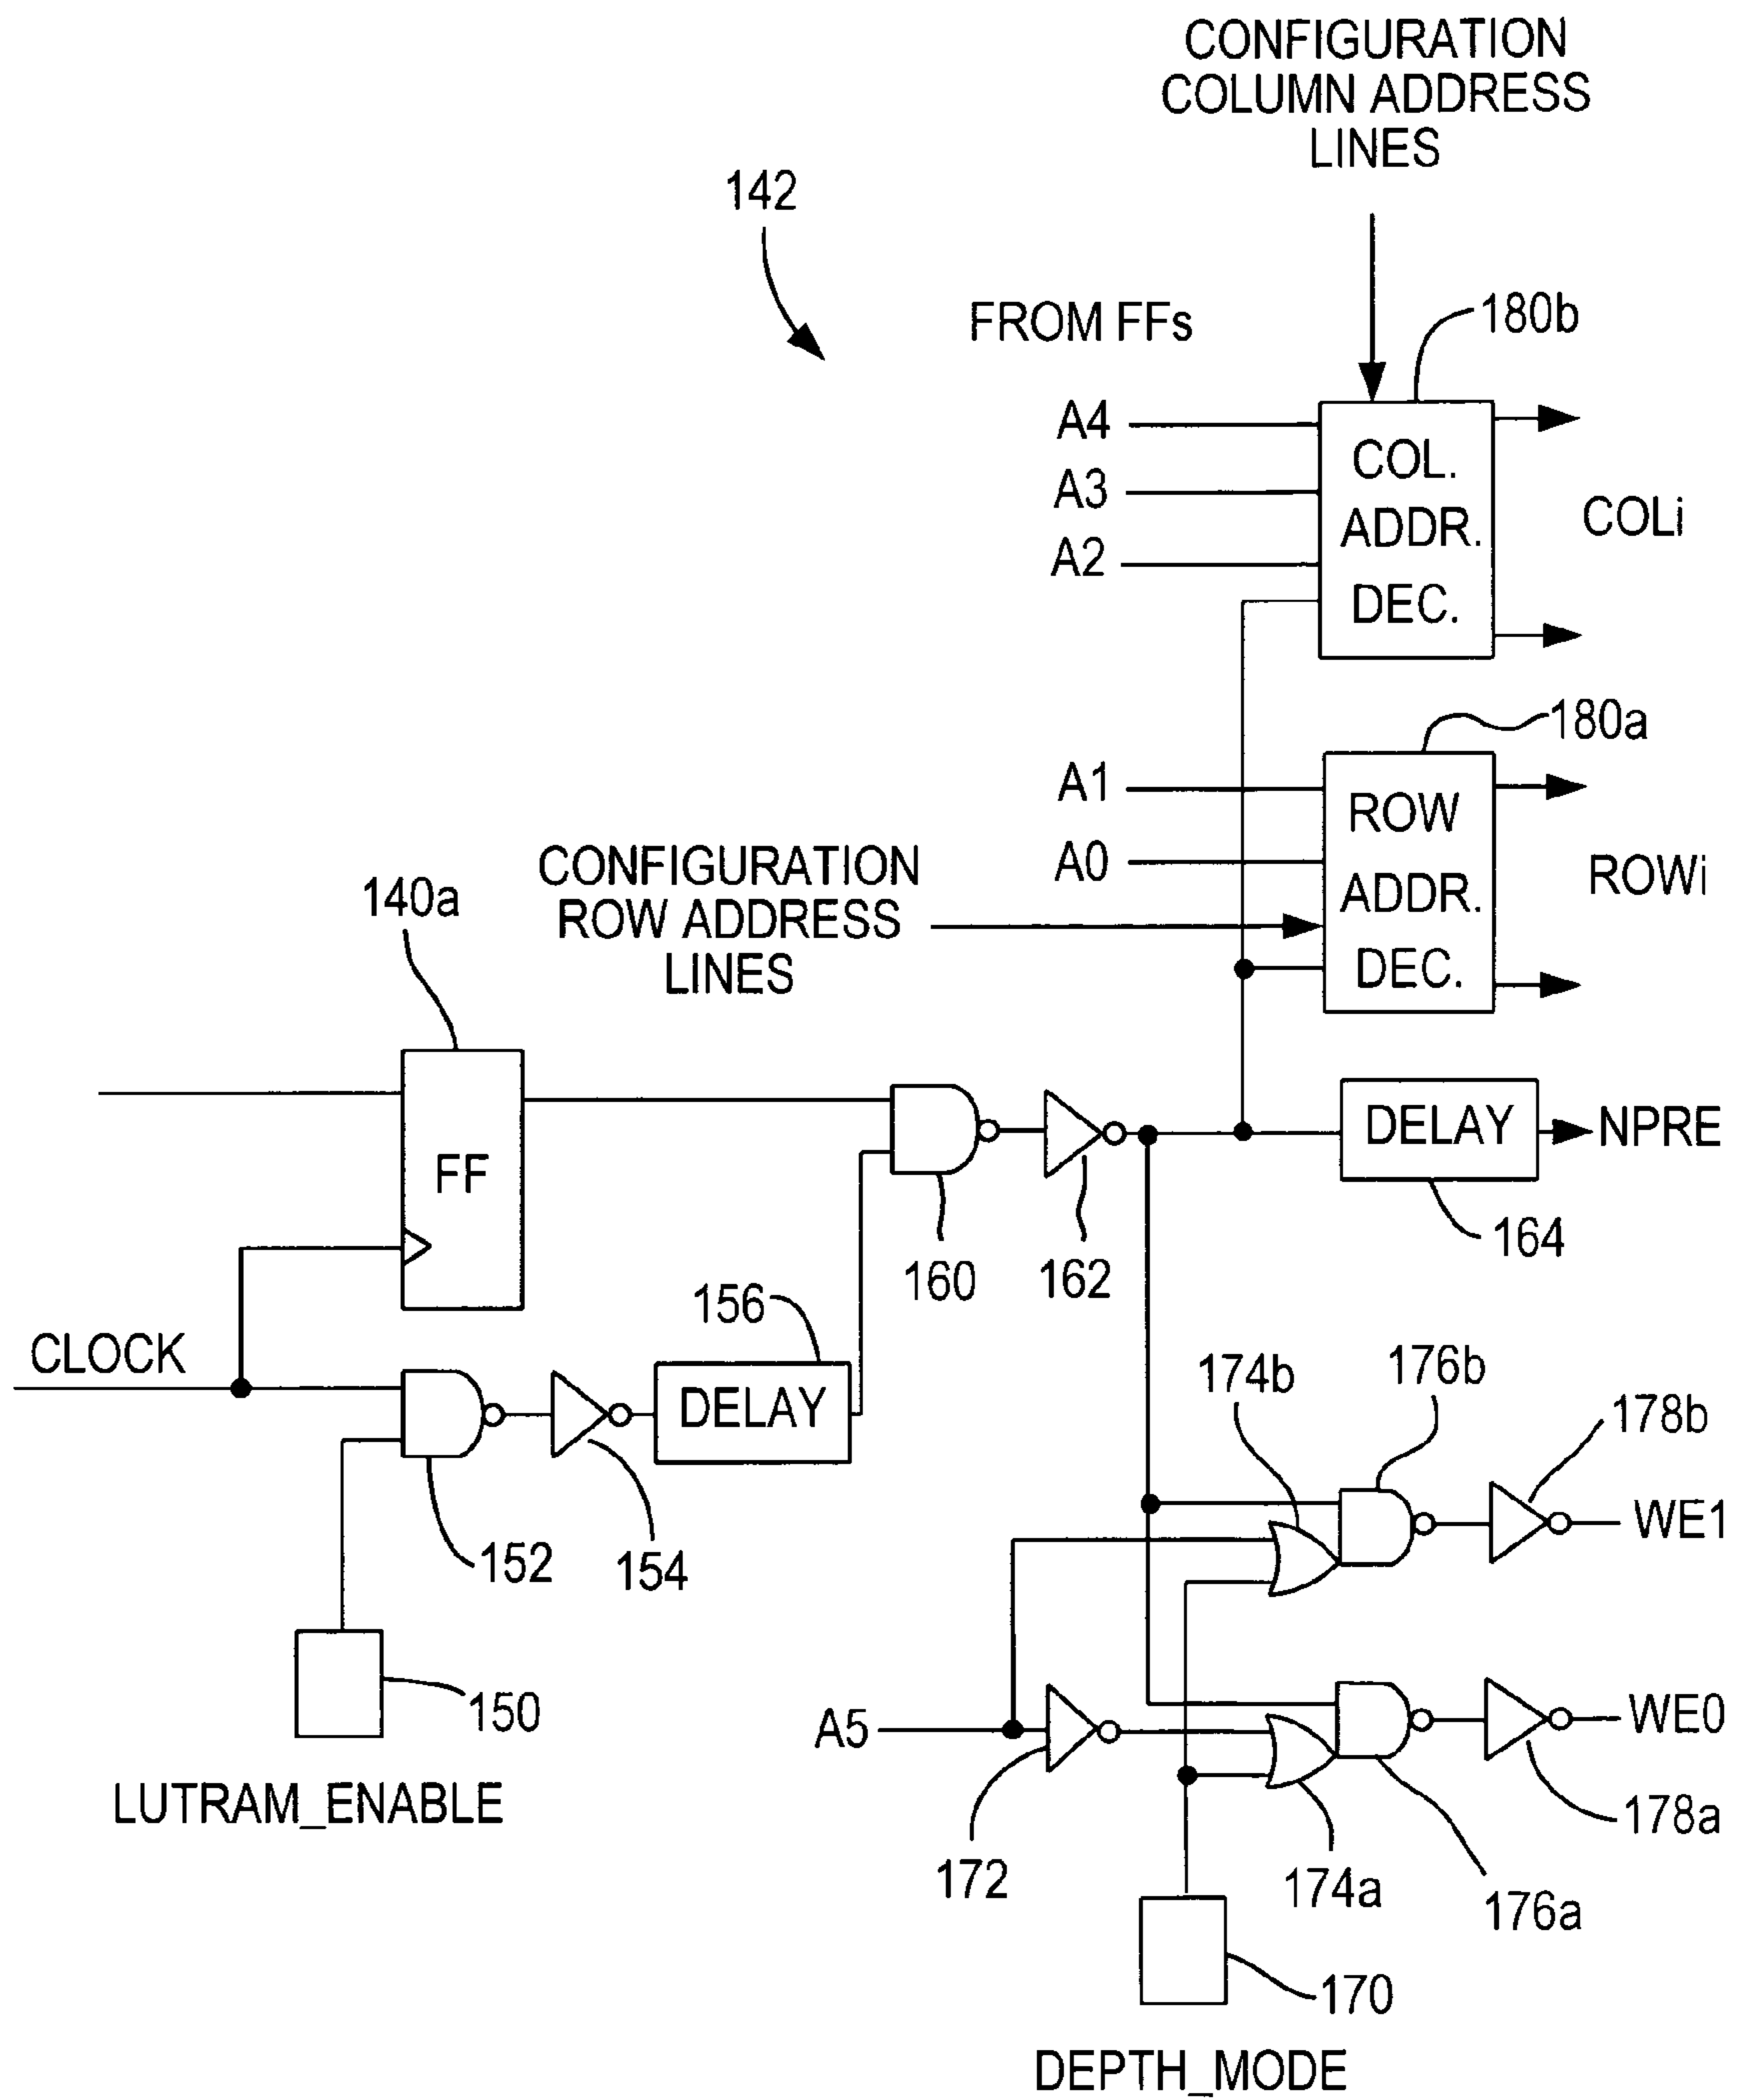 CONFIGURATION
COLUMN ADDRESS
LINES
142
FROM FFs
180b
A4
A3
A2
COL.
ADDR.
DEC.
COLi
180a
A1
A0
ROW
ADDR.
DEC.
ROWi
CONFIGURATION
ROW ADDRESS
LINES
140a
FF
DELAY
NPRE
164
160
162
156
CLOCK
DELAY
152
154
150
LUTRAM_ENABLE
174b
176b
178b
WE1
A5
172
WE0
178a
174a
176a
170
DEPTH_MODE